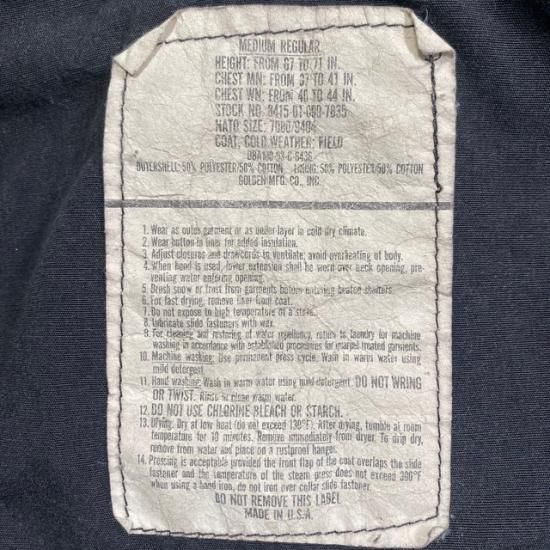 MEDIUM REGULAR
HEIGHT: FROM 67 TO 71 IN.
CHEST MN: FROM 37 TO 41 IN.
CHEST WN: FROM 40 TO 44 IN.
STOCK NO. 8415-01-090-7835
NATO SIZE: 7080/9404
COAT, COLD WEATHER: FIELD
OUTERSHELL: 50% POLYESTER/50% COTTON LINING: 50% POLYESTER/50% COTTON
GOLDEN MFG. CO., INC.
1. Wear as outer garment or as under layer in cold dry climate.
2. Wear button in liner for added insulation.
3. Adjust closures and drawcords to ventilate; avoid overheating of body.
4. When hood is used, lower extension shall be worn over neck opening, pre-
venting water entering opening.
5. Brush snow or frost from garments before entering heated shelters.
6. For fast drying, remove liner from coat.
7. Do not expose to high temperature of a stove.
8. Lubricate slide fasteners with wax.
9. For cleaning and restoring of water repellency, return to laundry for machine
washing in accordance with established procedures for quarpel treated garments.
10. Machine washing: Use permanent press cycle. Wash in warm water using
mild detergent.
11. Hand washing: Wash in warm water using mild detergent. DO NOT WRING
OR TWIST. Rinse in clean warm water.
12. DO NOT USE CHLORINE BLEACH OR STARCH.
13. Drying: Dry at low heat (do not exceed 130°F). After drying, tumble at room
temperature for 10 minutes. Remove immediately from dryer. To drip dry,
remove from water and place on a rustproof hanger.
14. Pressing is acceptable provided the front flap of the coat overlaps the slide
fastener and the temperature of the steam press does not exceed 300°F
when using a hand iron, do not iron over collar slide fastener.
DO NOT REMOVE THIS LABEL
MADE IN U.S.A.